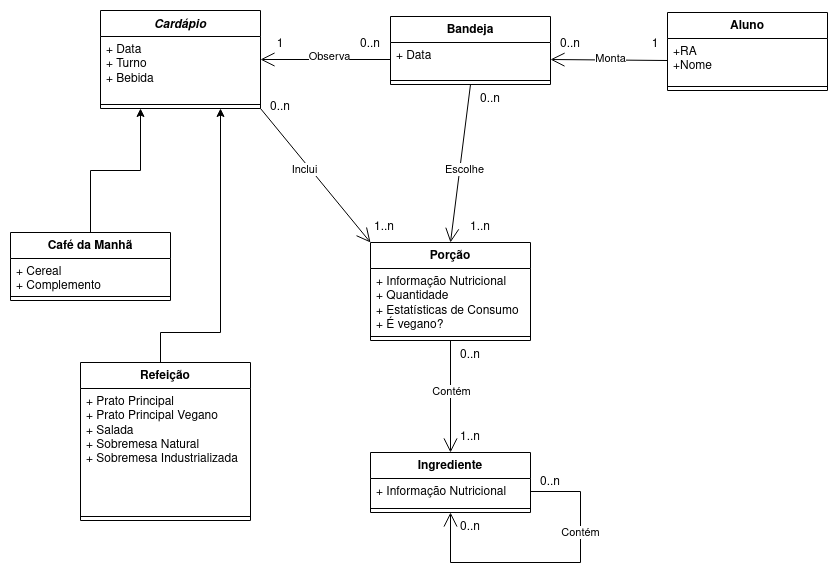 Cardápio
+ Data
+ Turno
+ Bebida
1
Observa
0..n
Bandeja
+ Data
0..n
Monta
1
Aluno
+RA
+Nome
0..n
Inclui
1..n
0..n
Escolhe
1..n
Café da Manhã
+ Cereal
+ Complemento
Porção
+ Informação Nutricional
+ Quantidade
+ Estatísticas de Consumo
+ É vegano?
Refeição
+ Prato Principal
+ Prato Principal Vegano
+ Salada
+ Sobremesa Natural
+ Sobremesa Industrializada
0..n
Contém
1..n
Ingrediente
+ Informação Nutricional
0..n
Contém
0..n